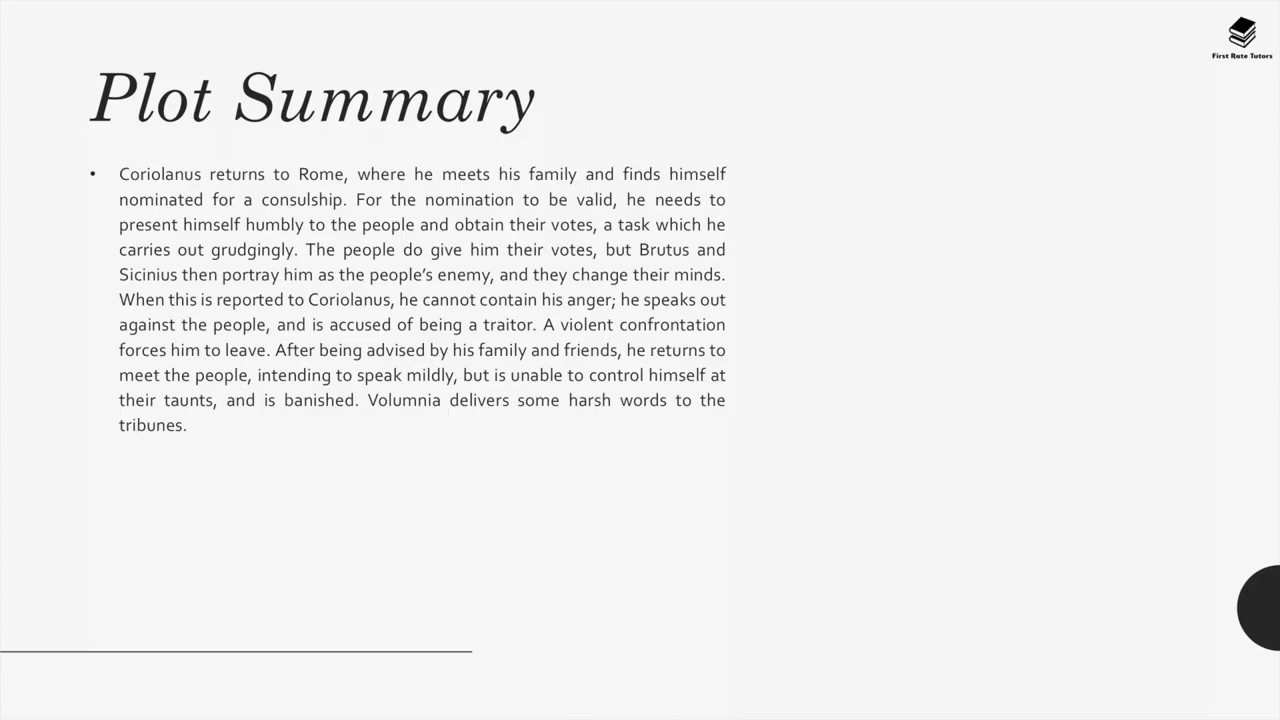 First Rate Tutors
Plot Summary
• Coriolanus returns to Rome, where he meets his family and finds himself
nominated for a consulship. For the nomination to be valid, he needs to
present himself humbly to the people and obtain their votes, a task which he
carries out grudgingly. The people do give him their votes, but Brutus and
Sicinius then portray him as the people’s enemy, and they change their minds.
When this is reported to Coriolanus, he cannot contain his anger; he speaks out
against the people, and is accused of being a traitor. A violent confrontation
forces him to leave. After being advised by his family and friends, he returns to
meet the people, intending to speak mildly, but is unable to control himself at
their taunts, and is banished. Volumnia delivers some harsh words to the
tribunes.